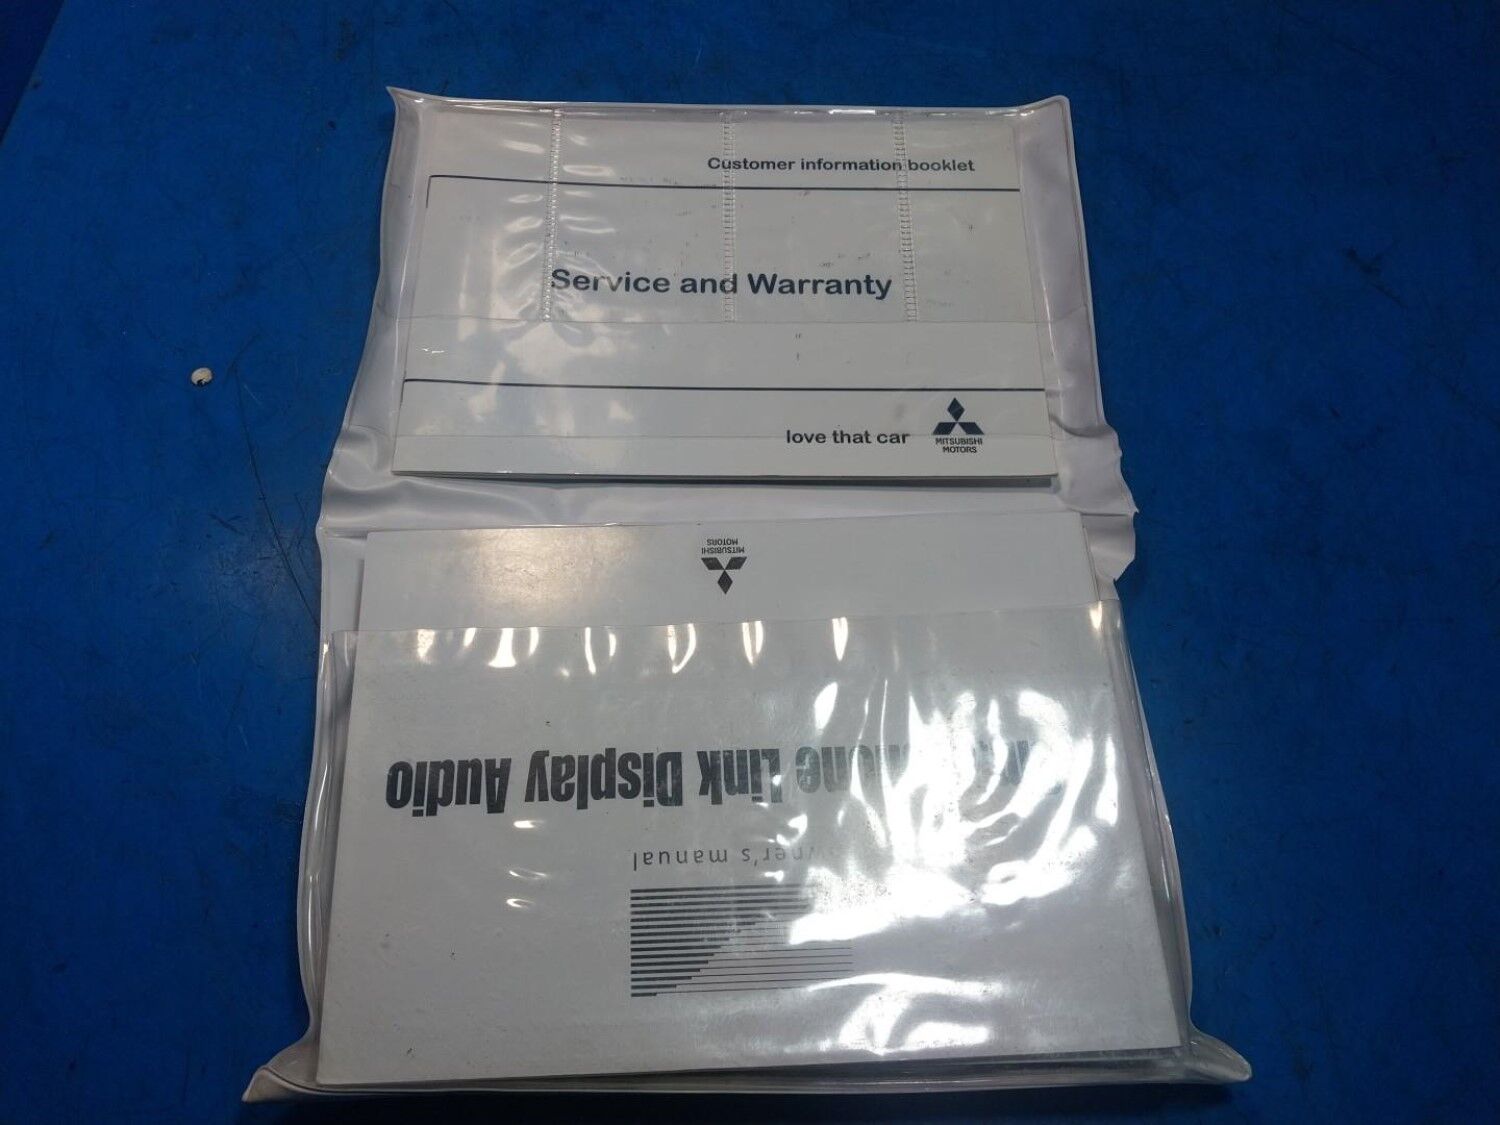 Customer information booklet
Service and Warranty
love that car
MITSUBISHI
MOTORS
MITSUBISHI
MOTORS
Link Display Audio
manual